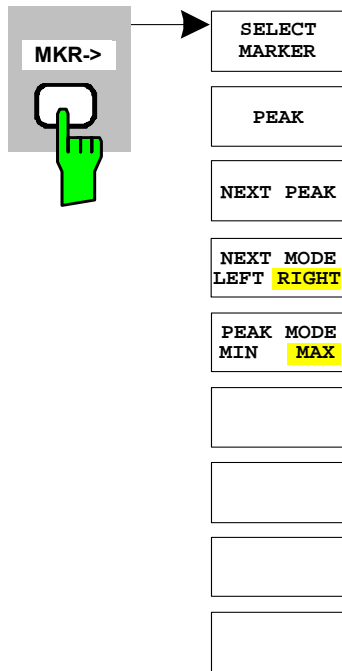 MKR->
SELECT
MARKER
PEAK
NEXT PEAK
NEXT MODE
LEFT RIGHT
PEAK MODE
MIN MAX